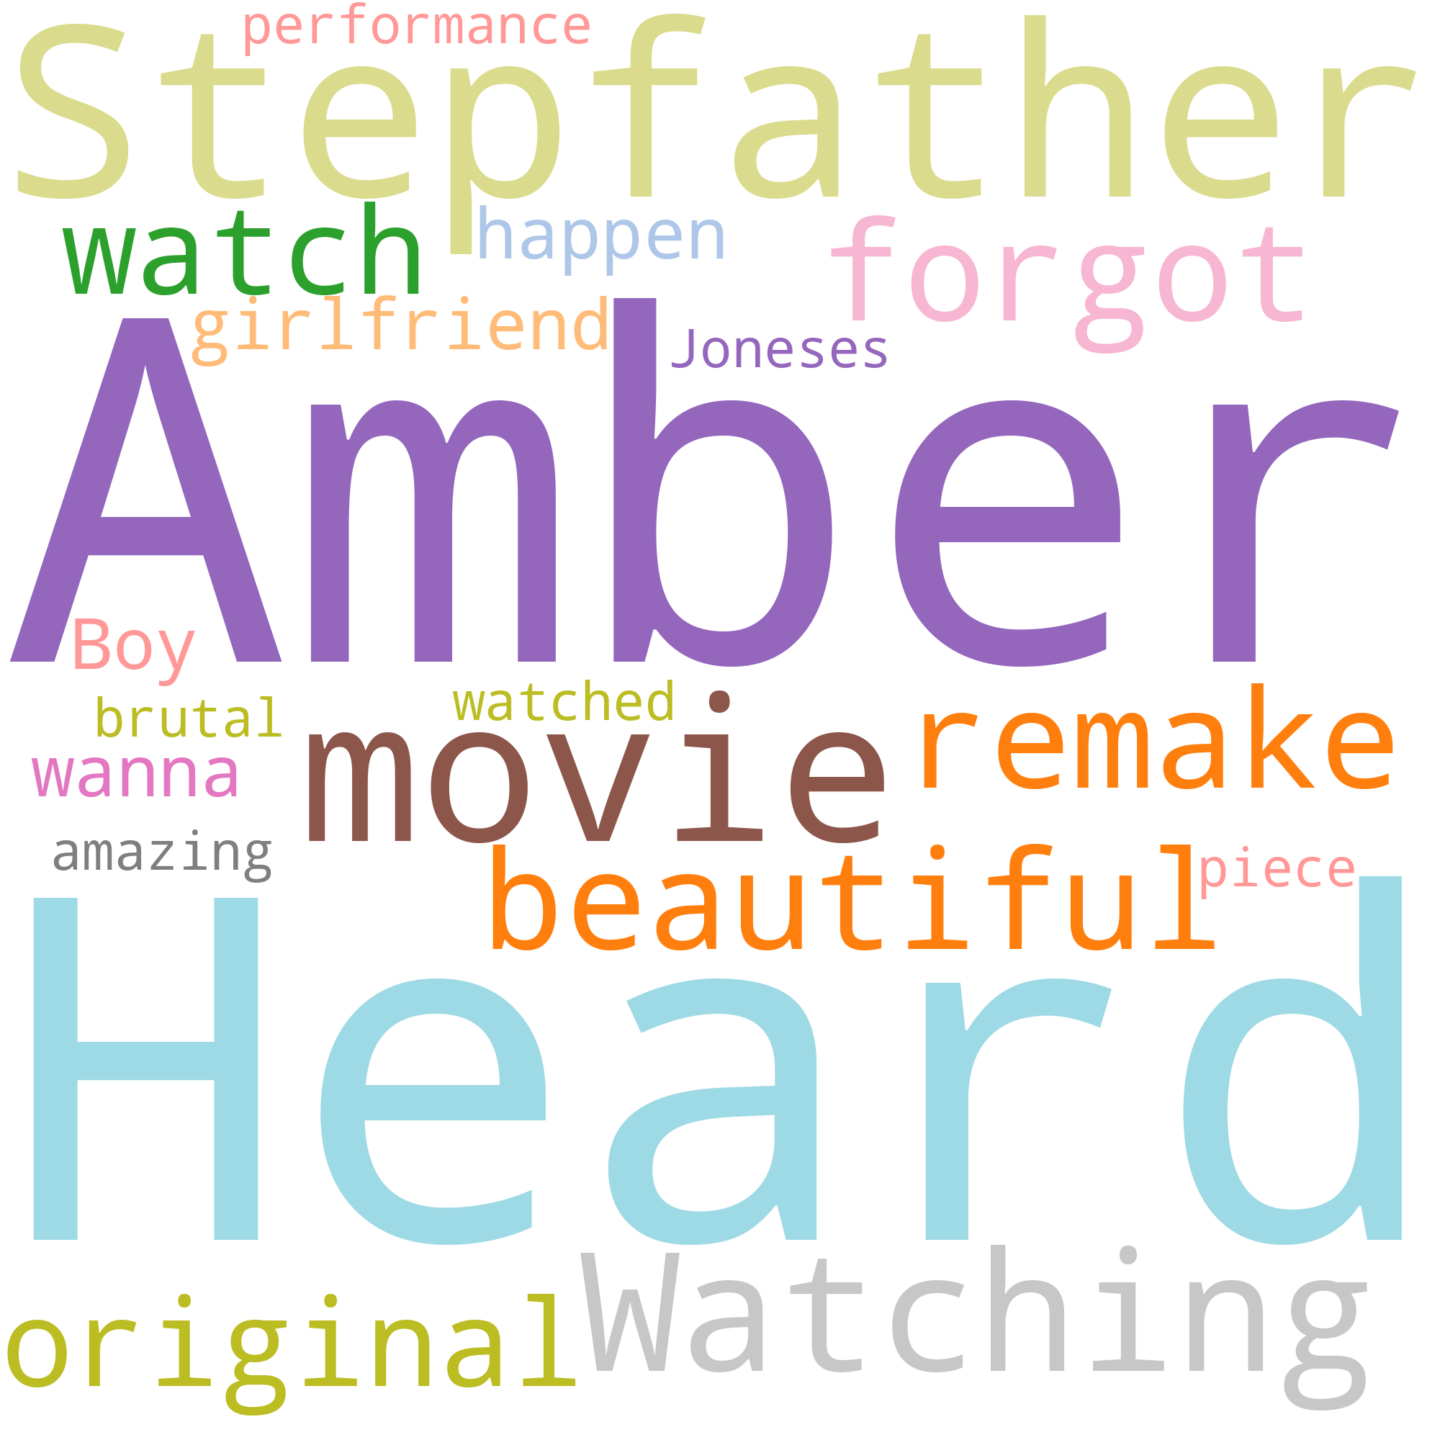 performance
Stepfather
watch
happen
forgot
girlfriend
Joneses
Amber
Boy
brutal
watched
movie
remake
wanna
amazing
beautiful
piece
Heard
Watching
original